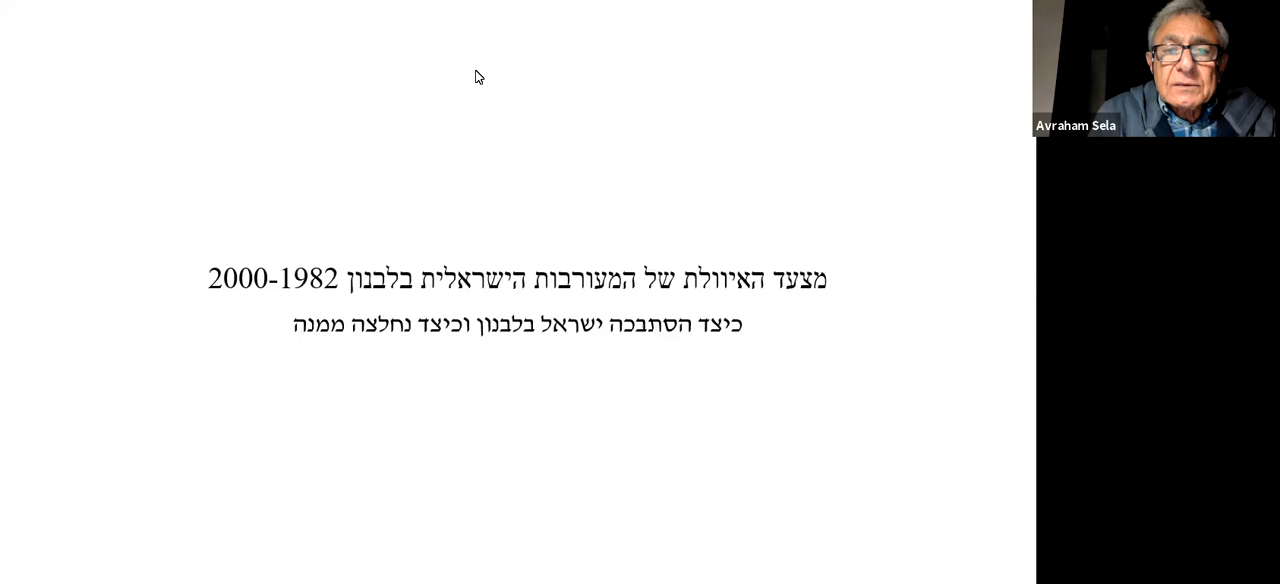 Avraham Sela
מצעד האיוולת של המעורבות הישראלית בלבנון 2000-1982
כיצד הסתבכה ישראל בלבנון וכיצד נחלצה ממנה